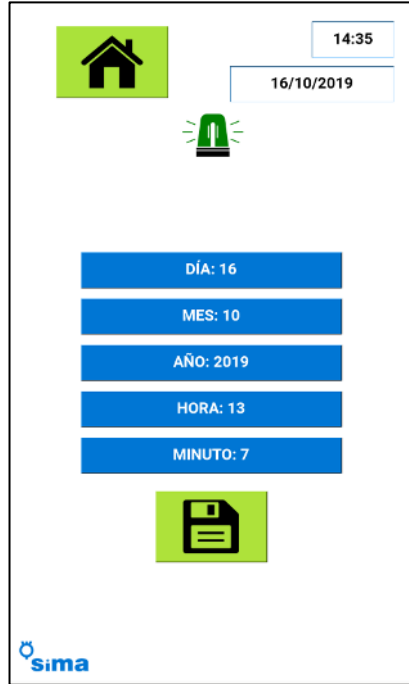 14:35
16/10/2019
DÍA: 16
MES: 10
AÑO: 2019
HORA: 13
MINUTO: 7
sima